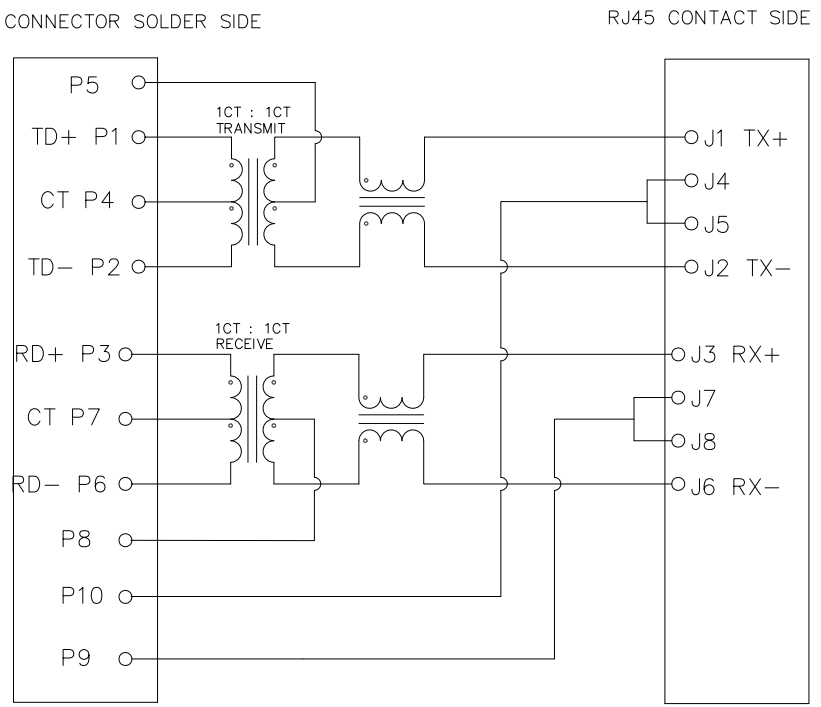 CONNECTOR SOLDER SIDE
RJ45 CONTACT SIDE
P5
1CT : 1CT
TRANSMIT
TD+ P1
J1 TX+
J4
CT P4
J5
TD− P2
J2 TX−
1CT : 1CT
RECEIVE
RD+ P3
J3 RX+
J7
CT P7
J8
RD− P6
J6 RX−
P8
P10
P9